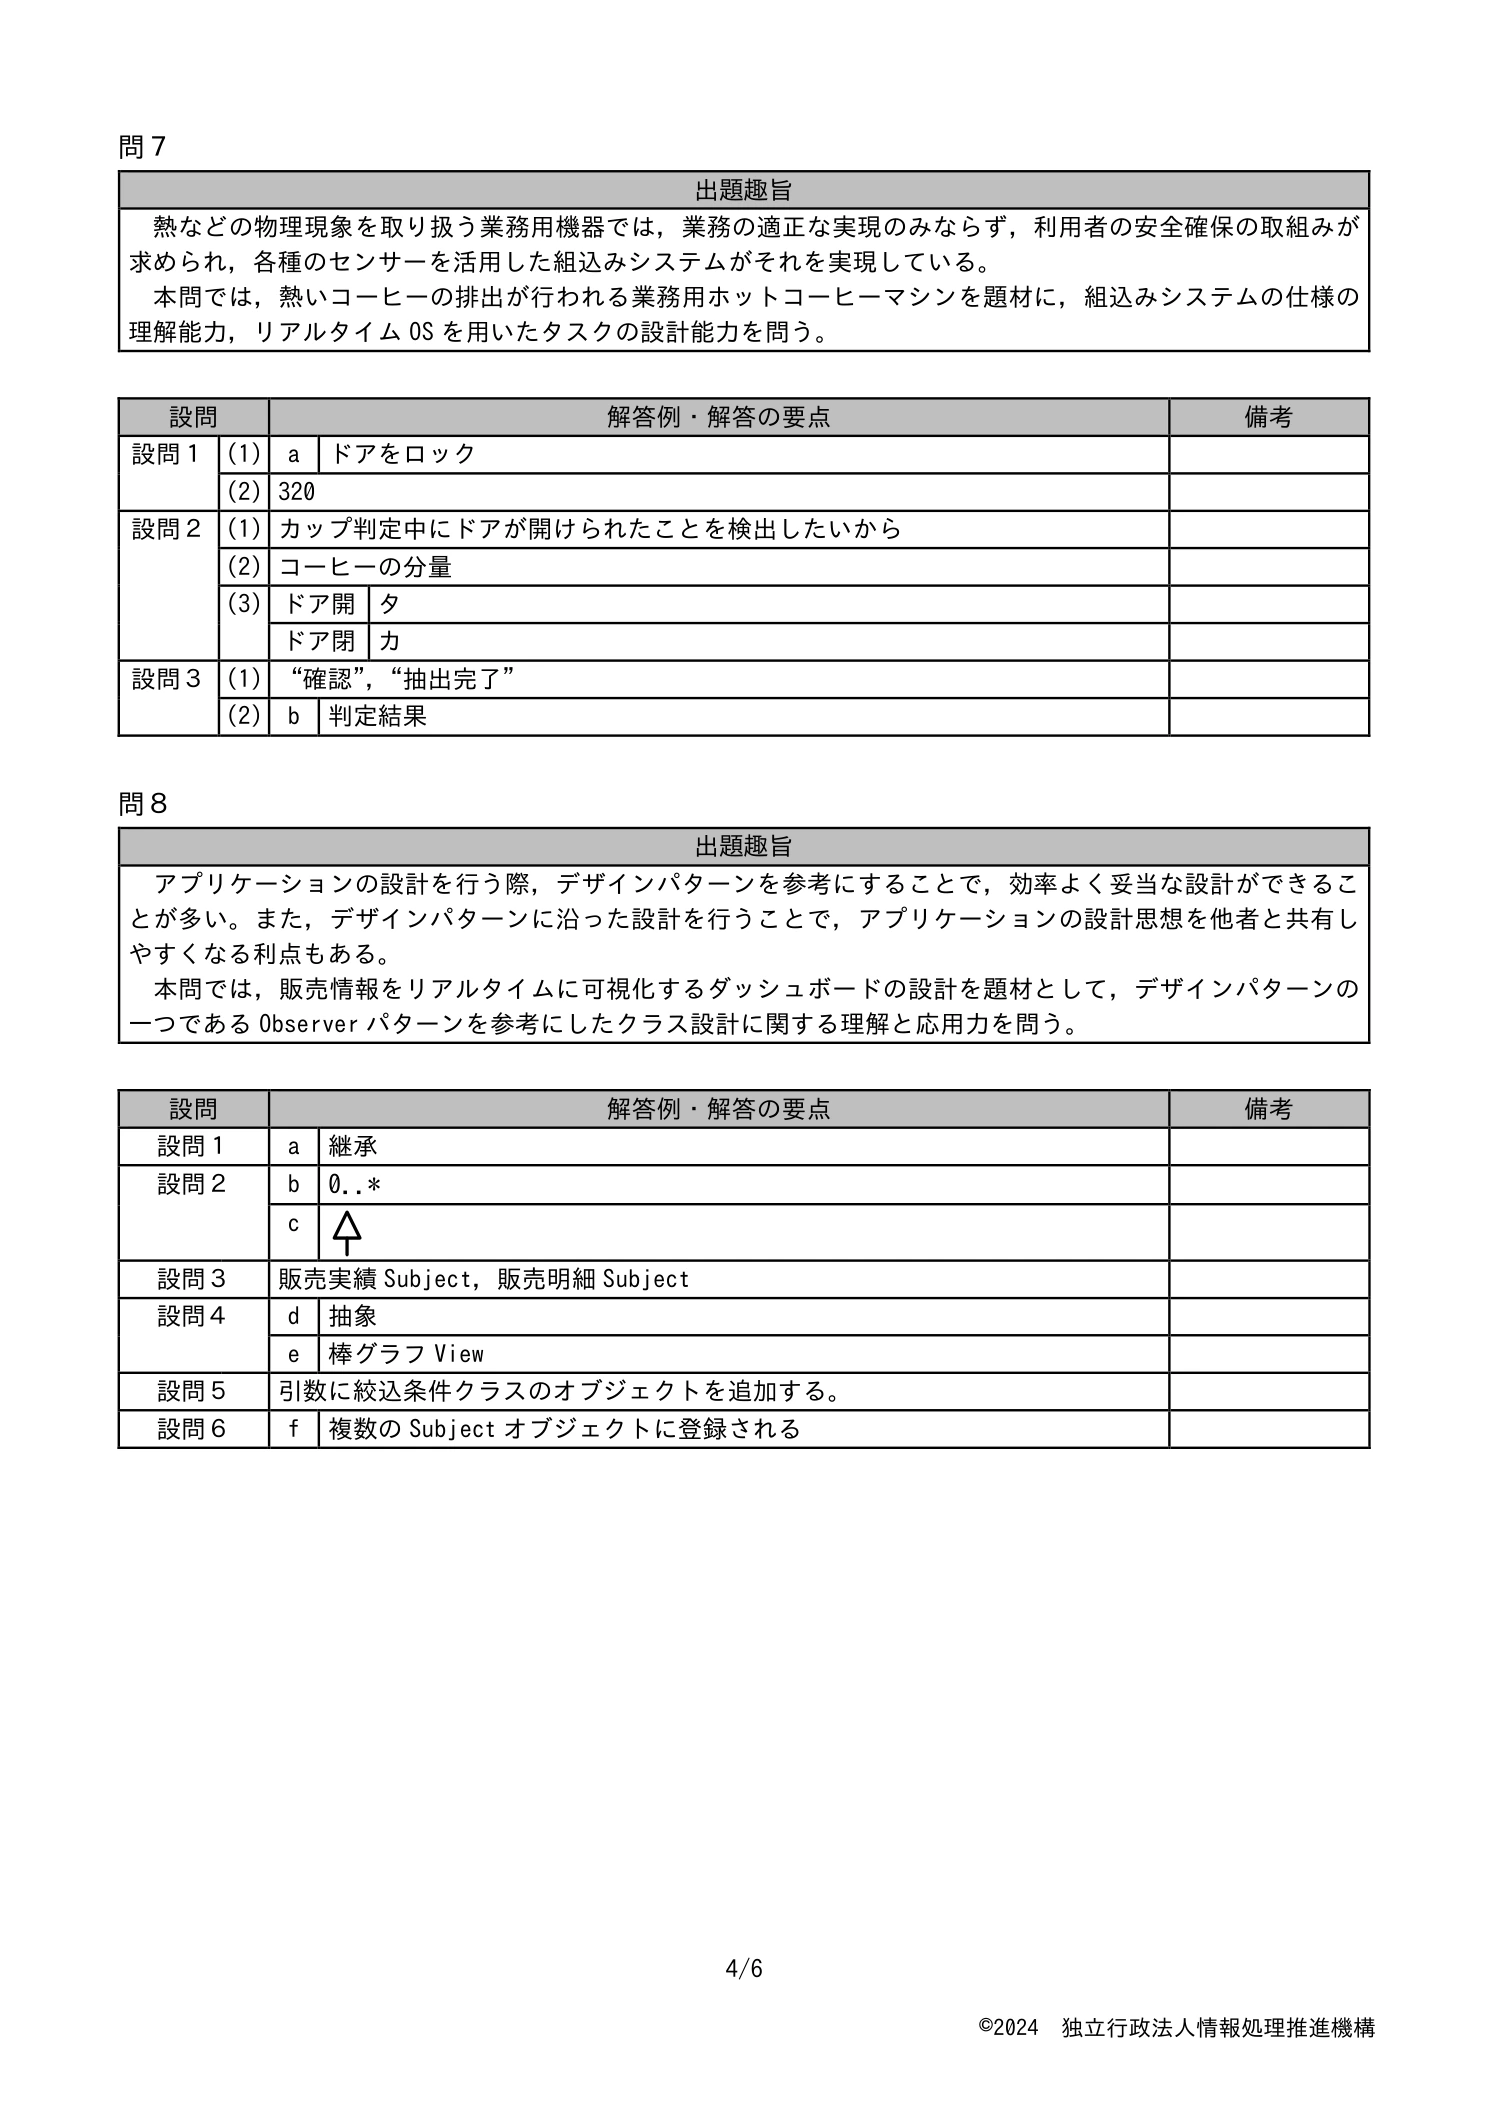 問７
出題趣旨
熱などの物理現象を取り扱う業務用機器では，業務の適正な実現のみならず，利用者の安全確保の取組みが
求められ，各種のセンサーを活用した組込みシステムがそれを実現している。
本問では，熱いコーヒーの排出が行われる業務用ホットコーヒーマシンを題材に，組込みシステムの仕様の
理解能力，リアルタイム OS を用いたタスクの設計能力を問う。
設問 解答例・解答の要点 備考
設問１ (1) a ドアをロック
(2) 320
設問２ (1) カップ判定中にドアが開けられたことを検出したいから
(2) コーヒーの分量
(3) ドア開 タ
ドア閉 カ
設問３ (1) “確認”，“抽出完了”
(2) b 判定結果
問８
出題趣旨
アプリケーションの設計を行う際，デザインパターンを参考にすることで，効率よく妥当な設計ができるこ
とが多い。また，デザインパターンに沿った設計を行うことで，アプリケーションの設計思想を他者と共有し
やすくなる利点もある。
本問では，販売情報をリアルタイムに可視化するダッシュボードの設計を題材として，デザインパターンの
一つである Observer パターンを参考にしたクラス設計に関する理解と応用力を問う。
設問 解答例・解答の要点 備考
設問１ a 継承
設問２ b 0..*
c
設問３ 販売実績 Subject，販売明細 Subject
設問４ d 抽象
e 棒グラフ View
設問５ 引数に絞込条件クラスのオブジェクトを追加する。
設問６ f 複数の Subject オブジェクトに登録される
4/6
©2024 独立行政法人情報処理推進機構